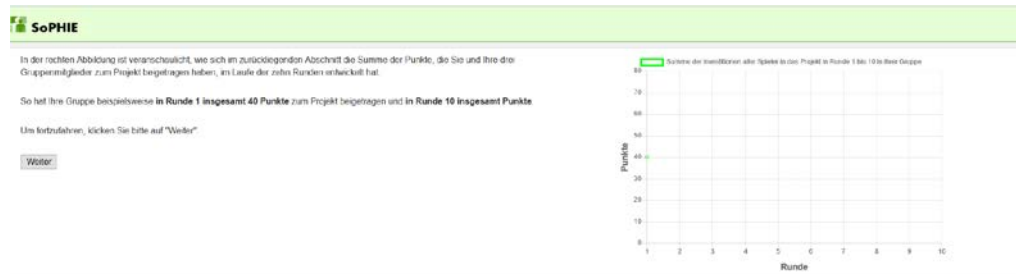 SoPHIE
In der rechten Abbildung ist veranschaulicht, wie sich im zurückliegenden Abschnitt die Summe der Punkte, die Sie und Ihre drei
Gruppenmitglieder zum Projekt beigetragen haben, im Laufe der zehn Runden entwickelt hat.
So hat Ihre Gruppe beispielsweise in Runde 1 insgesamt 40 Punkte zum Projekt beigetragen und in Runde 10 insgesamt Punkte.
Um fortzufahren, klicken Sie bitte auf "Weiter".
Weiter
Summe der Investitionen aller Spieler in das Projekt in Runde 1 bis 10 in Ihrer Gruppe
80
70
60
50
40
30
20
10
0
Punkte
1 2 3 4 5 6 7 8 9 10
Runde